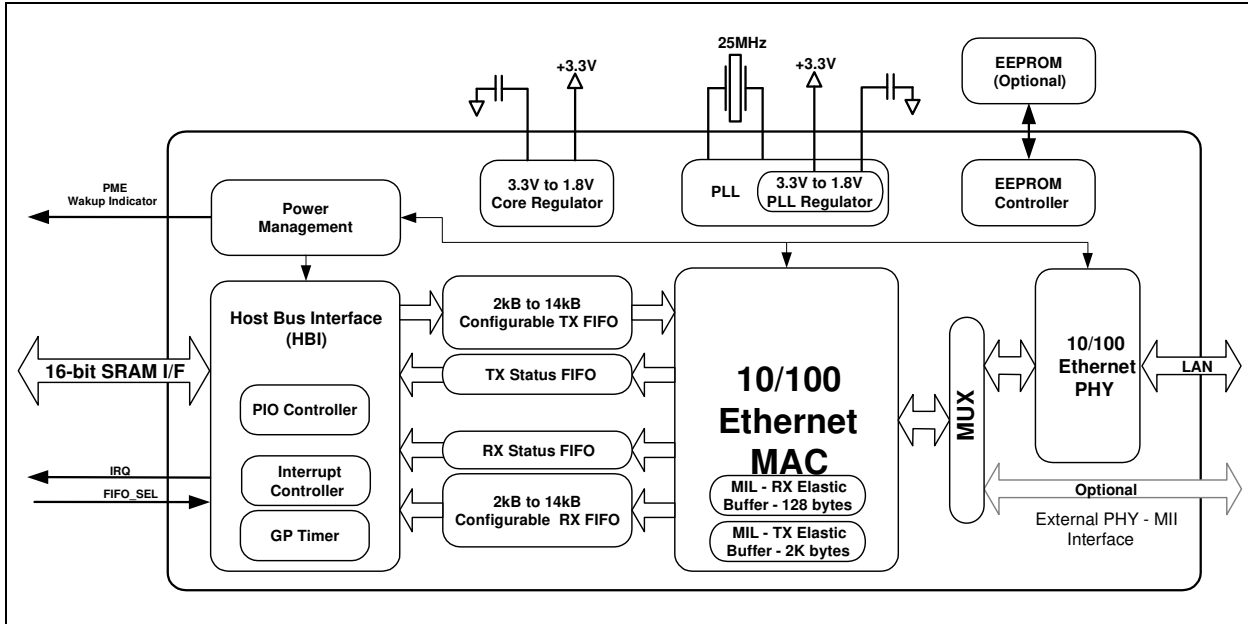 25MHz
+3.3V
+3.3V
EEPROM
(Optional)
3.3V to 1.8V
Core Regulator
PLL
3.3V to 1.8V
PLL Regulator
EEPROM
Controller
PME
Wakup Indicator
Power
Management
Host Bus Interface
(HBI)
2kB to 14kB
Configurable TX FIFO
TX Status FIFO
RX Status FIFO
2kB to 14kB
Configurable RX FIFO
16-bit SRAM I/F
PIO Controller
IRQ
FIFO_SEL
Interrupt
Controller
GP Timer
10/100
Ethernet
MAC
MIL - RX Elastic
Buffer - 128 bytes
MIL - TX Elastic
Buffer - 2K bytes
MUX
10/100
Ethernet
PHY
LAN
Optional
External PHY - MII
Interface